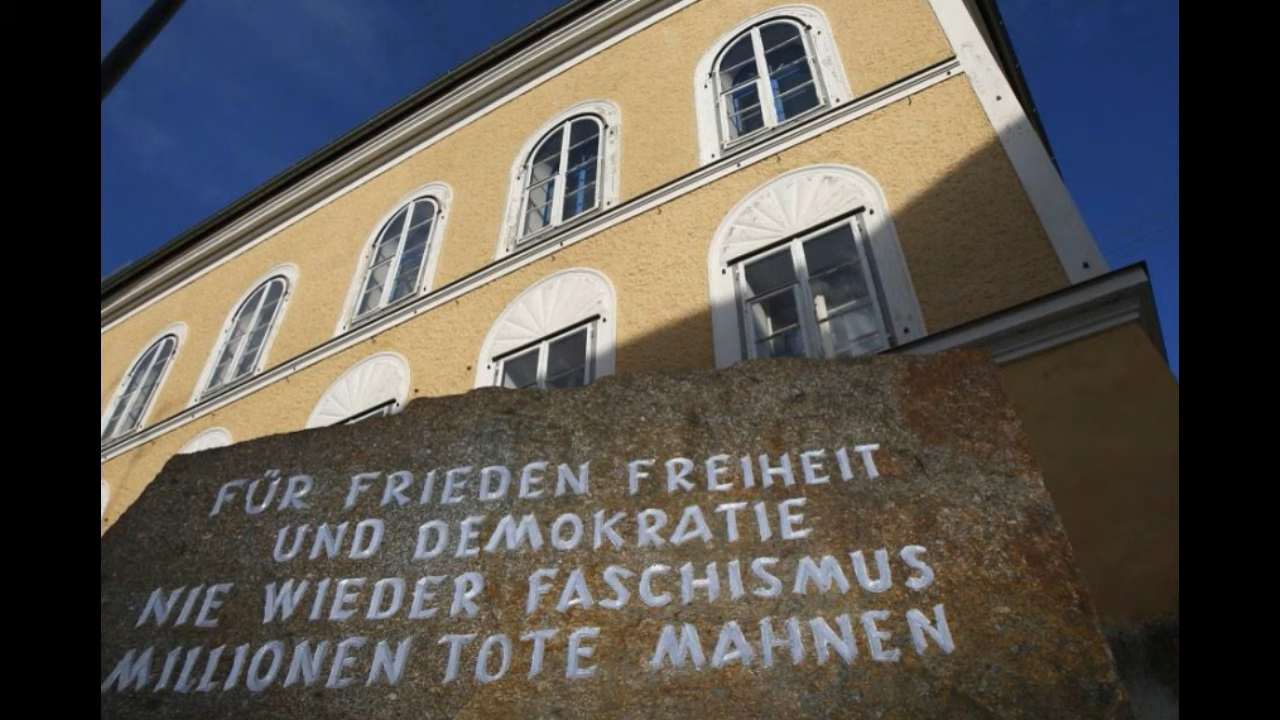 FÜR FRIEDEN FREIHEIT
UND DEMOKRATIE
NIE WIEDER FASCHISMUS
MILLIONEN TOTE MAHNEN